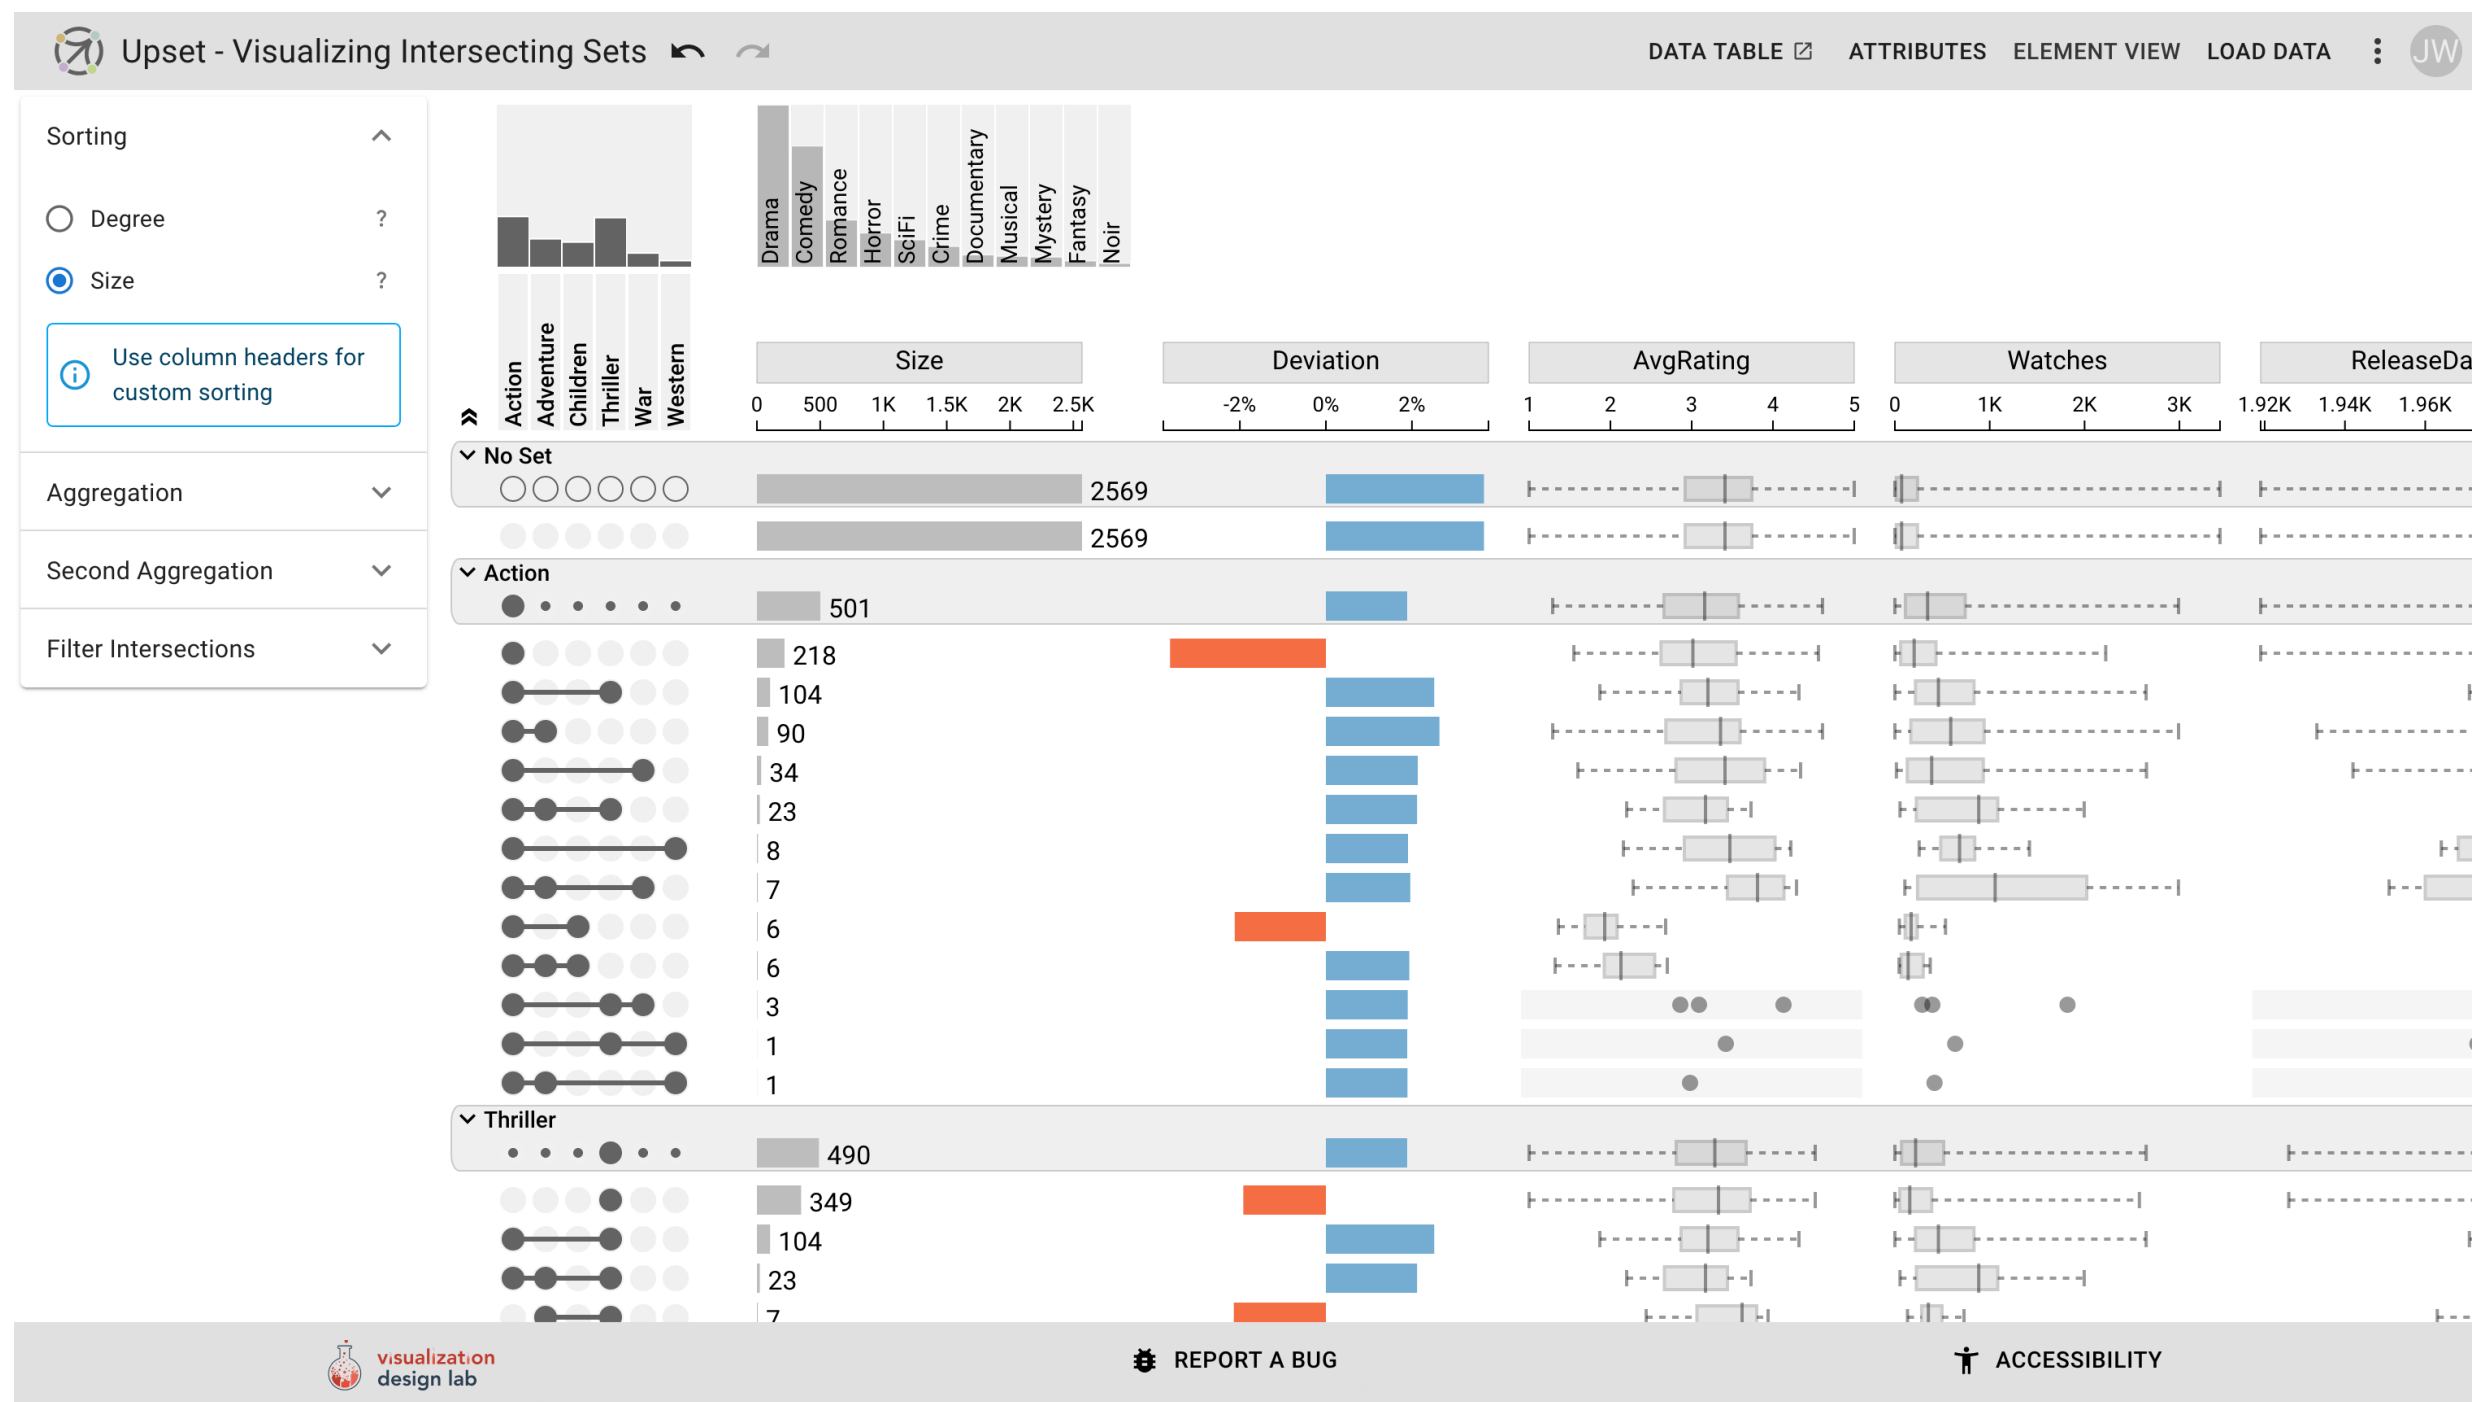 Upset - Visualizing Intersecting Sets
DATA TABLE
ATTRIBUTES
ELEMENT VIEW
LOAD DATA
JW
Sorting
Degree
?
Size
?
Use column headers for
custom sorting
Aggregation
Second Aggregation
Filter Intersections
Action
Adventure
Children
Thriller
War
Western
Drama
Comedy
Romance
Horror
SciFi
Crime
Documentary
Musical
Mystery
Fantasy
Noir
Size
0 500 1K 1.5K 2K 2.5K
Deviation
-2% 0% 2%
AvgRating
1 2 3 4 5
Watches
0 1K 2K 3K
ReleaseDa
1.92K 1.94K 1.96K
No Set
2569
2569
Action
501
218
104
90
34
23
8
7
6
6
3
1
1
Thriller
490
349
104
23
7
visualization
design lab
REPORT A BUG
ACCESSIBILITY